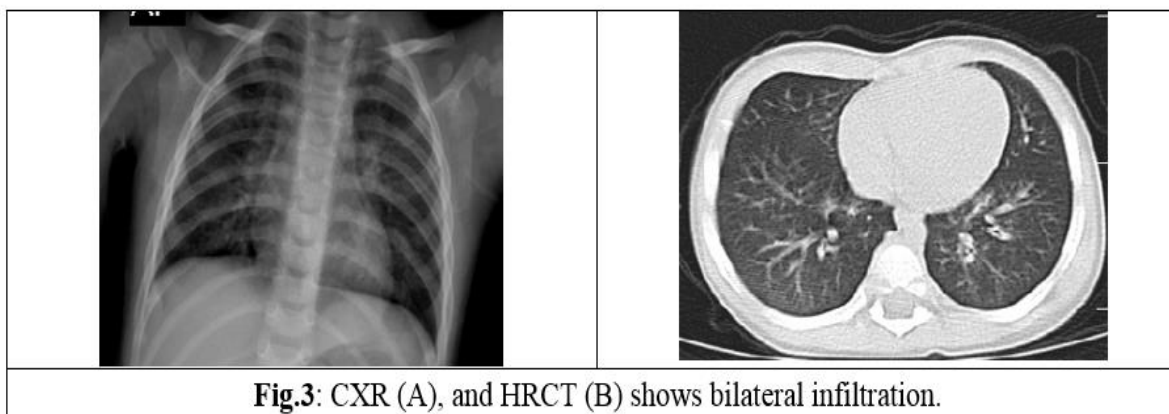 Fig.3: CXR (A), and HRCT (B) shows bilateral infiltration.